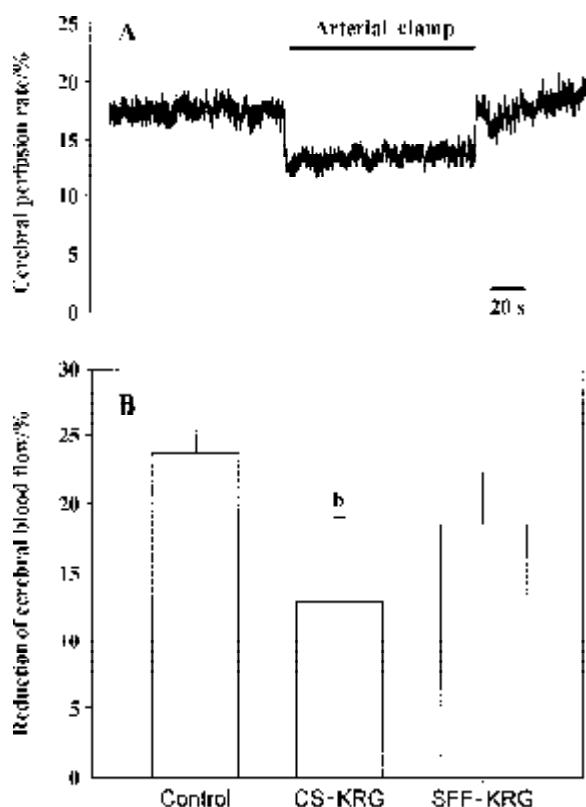 A
Arterial clamp
Cerebral perfusion rate/%
25
20
15
10
5
0
20 s
B
Reduction of cerebral blood flow/%
30
25
20
15
10
5
0
b
Control CS-KRG SFF-KRG